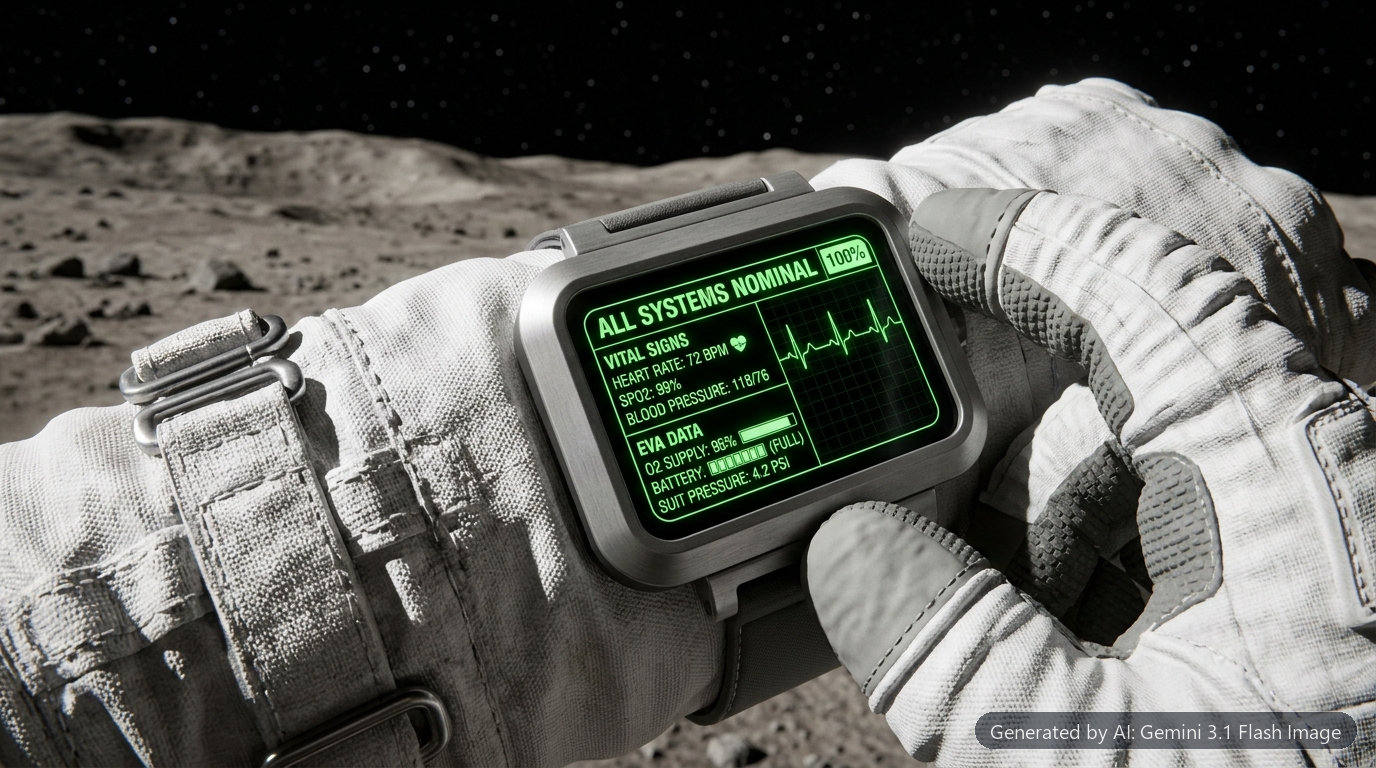 ALL SYSTEMS NOMINAL 100%
VITAL SIGNS
HEART RATE: 72 BPM
SPO2: 99%
BLOOD PRESSURE: 118/76
EVA DATA
O2 SUPPLY:
BATTERY. (FULL)
SUIT PRESSURE: 4.2 PSI
Generated by AI: Gemini 3.1 Flash Image